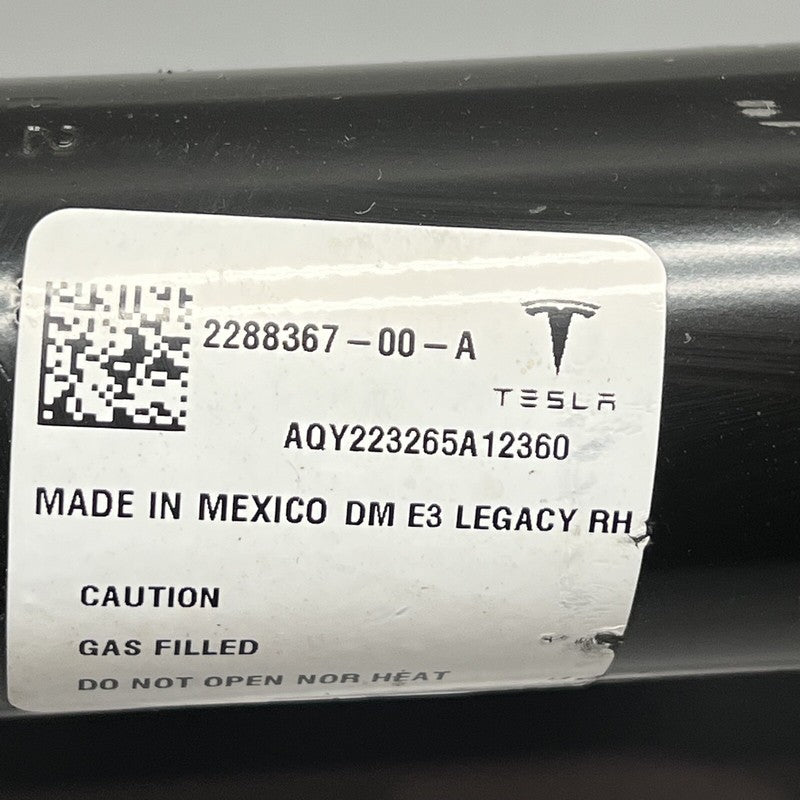 2288367-00-A
TESLA
AQY223265A12360
MADE IN MEXICO DM E3 LEGACY RH
CAUTION
GAS FILLED
DO NOT OPEN NOR HEAT